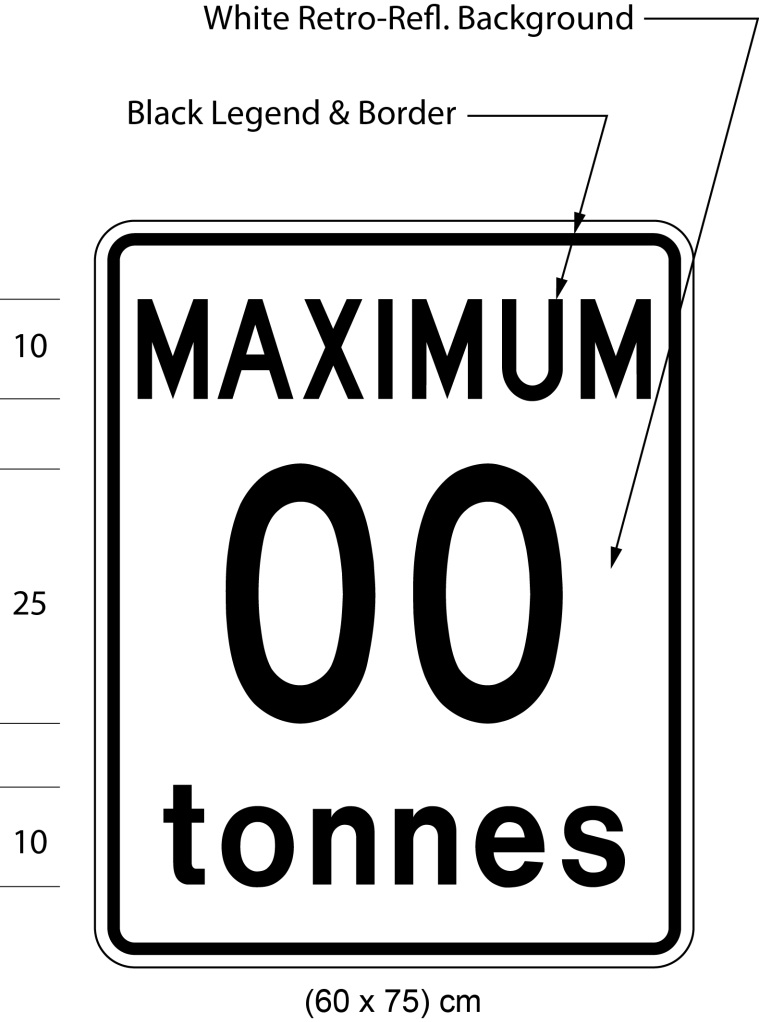 White Retro-Refl. Background
Black Legend & Border
10
MAXIMUM
25
00
10
tonnes
(60 x 75) cm